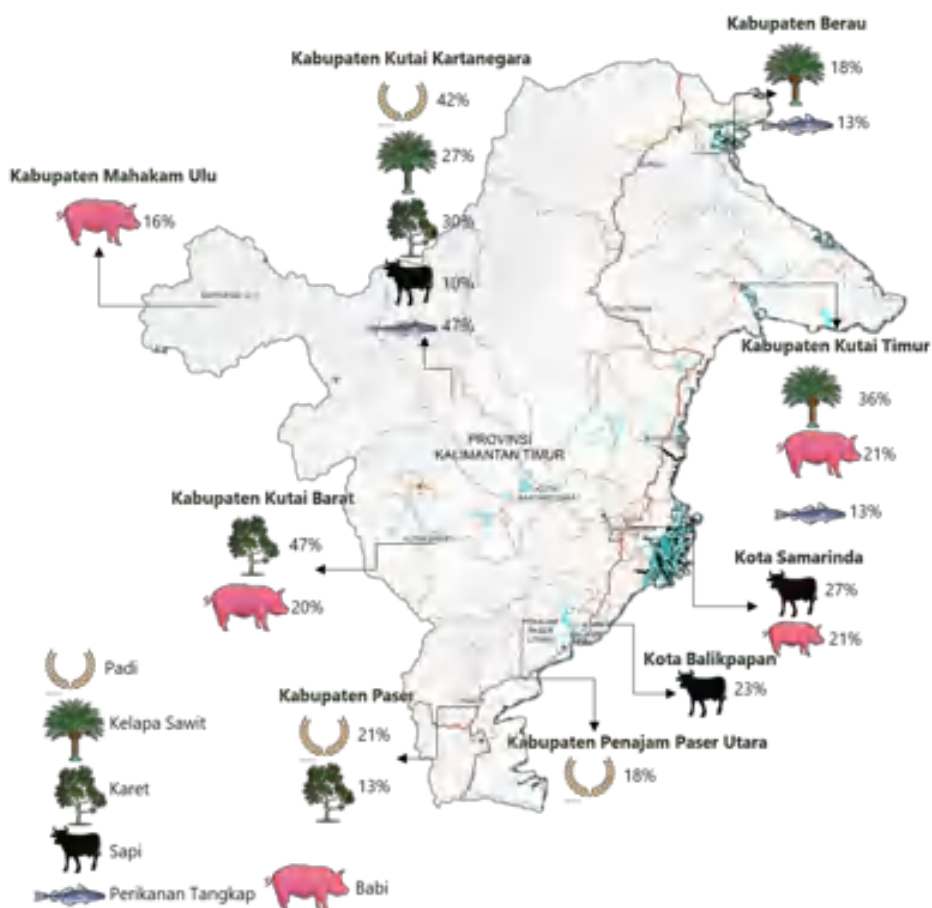 Kabupaten Berau
18%
13%
Kabupaten Kutai Kartanegara
42%
27%
30%
10%
47%
Kabupaten Mahakam Ulu
16%
Kabupaten Kutai Timur
36%
21%
13%
PROVINSI
KALIMANTAN TIMUR
Kabupaten Kutai Barat
47%
20%
Kota Samarinda
27%
21%
Kota Balikpapan
23%
Kabupaten Paser
21%
13%
Kabupaten Penajam Paser Utara
18%
Padi
Kelapa Sawit
Karet
Sapi
Perikanan Tangkap
Babi